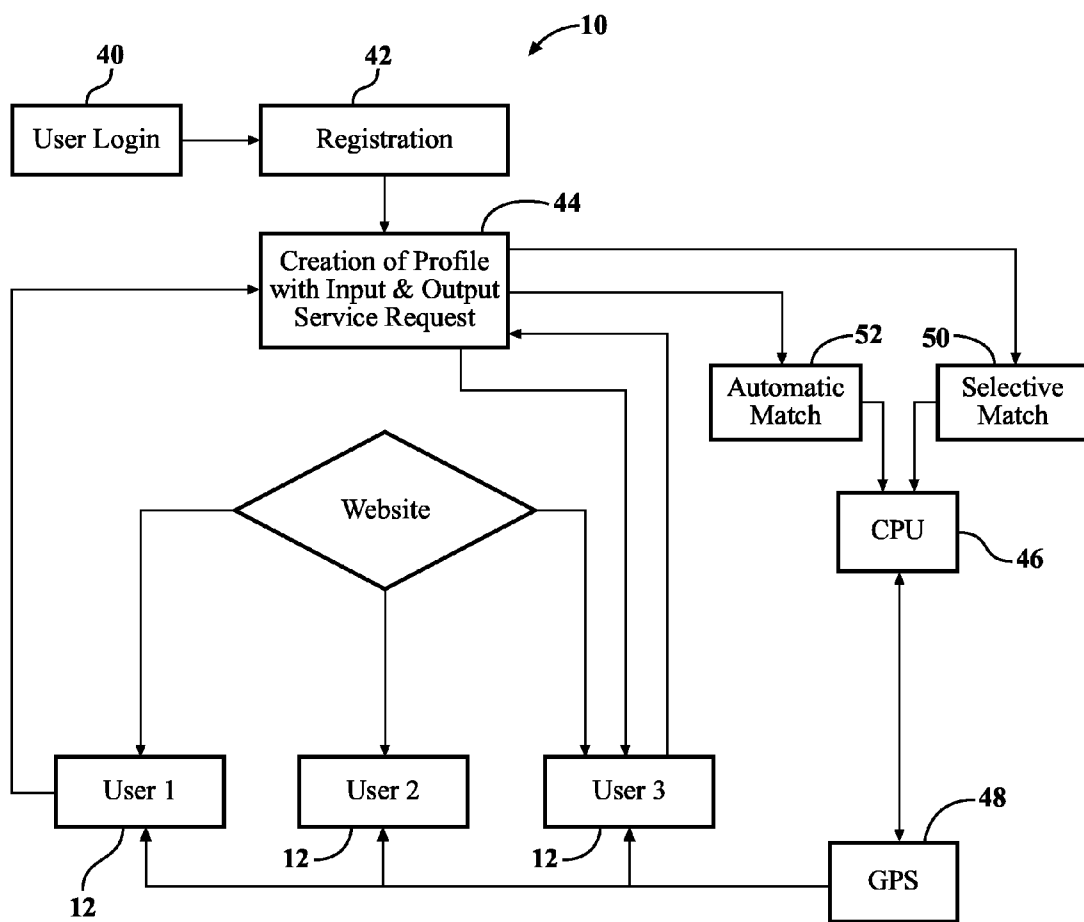 10
40
42
User Login
Registration
44
Creation of Profile
with Input & Output
Service Request
52
50
Automatic
Match
Selective
Match
Website
CPU
46
User 1
User 2
User 3
48
12
12
12
GPS